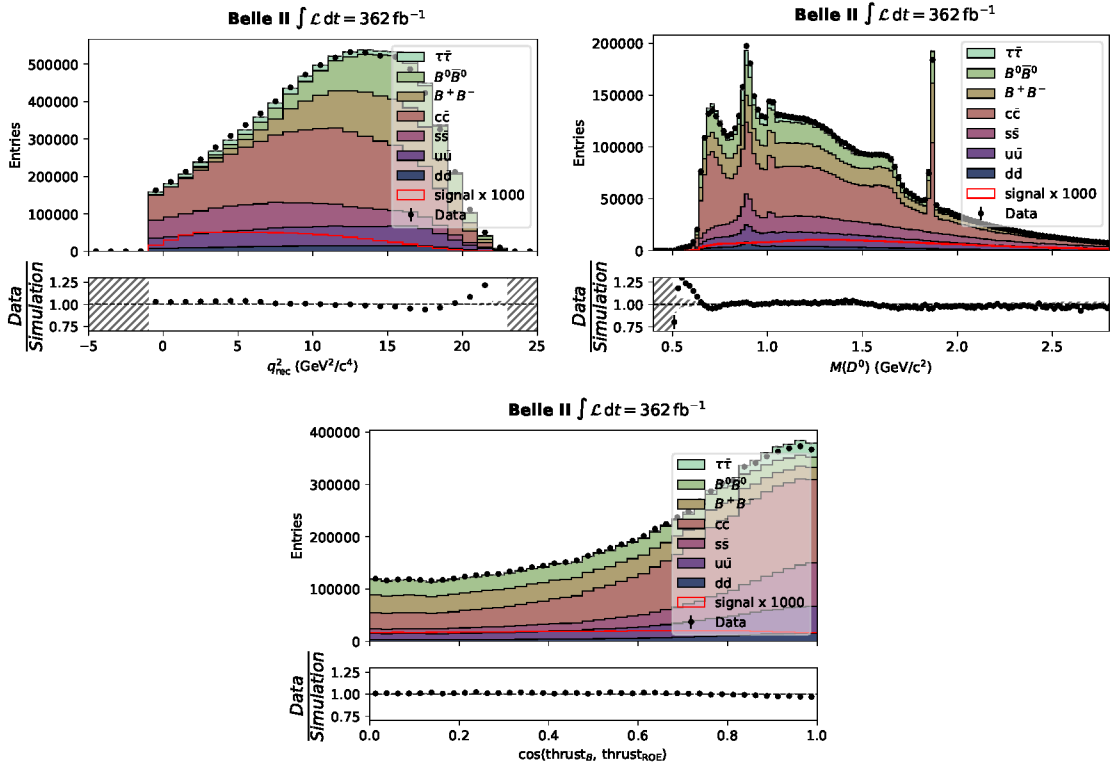 Belle II ∫ ℒ dt = 362 fb⁻¹
Entries
500000
400000
300000
200000
100000
0
ττ̄
B⁰B̄⁰
B⁺B⁻
cc̄
ss̄
uū
dd̄
signal x 1000
Data
Data
Simulation
1.25
1.00
0.75
−5 0 5 10 15 20 25
q²rec (GeV²/c⁴)
Belle II ∫ ℒ dt = 362 fb⁻¹
Entries
200000
150000
100000
50000
0
ττ̄
B⁰B̄⁰
B⁺B⁻
cc̄
ss̄
uū
dd̄
signal x 1000
Data
Data
Simulation
1.25
1.00
0.75
0.5 1.0 1.5 2.0 2.5
M(D⁰) (GeV/c²)
Belle II ∫ ℒ dt = 362 fb⁻¹
Entries
400000
300000
200000
100000
0
ττ̄
B⁰B̄⁰
B⁺B⁻
cc̄
ss̄
uū
dd̄
signal x 1000
Data
Data
Simulation
1.25
1.00
0.75
0.0 0.2 0.4 0.6 0.8 1.0
cos(thrust_B, thrust_ROE)